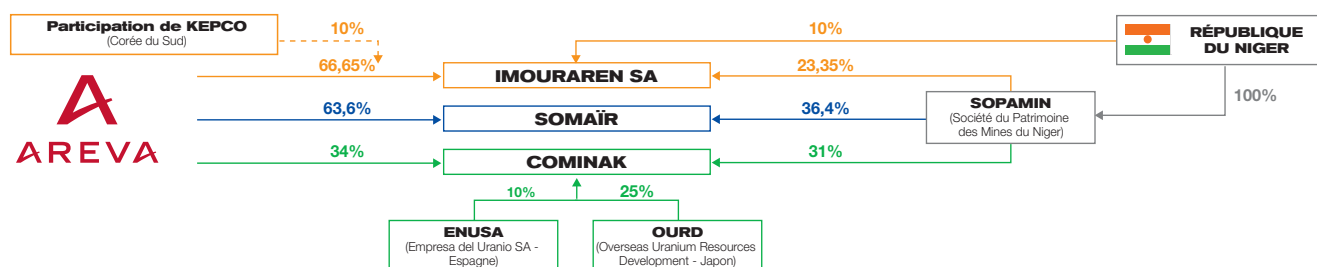 Participation de KEPCO
(Corée du Sud)
10%
10%
RÉPUBLIQUE
DU NIGER
66,65%
IMOURAREN SA
23,35%
100%
AREVA
63,6%
SOMAÏR
36,4%
SOPAMIN
(Société du Patrimoine
des Mines du Niger)
34%
COMINAK
31%
10%
25%
ENUSA
(Empresa del Uranio SA -
Espagne)
OURD
(Overseas Uranium Resources
Development - Japon)